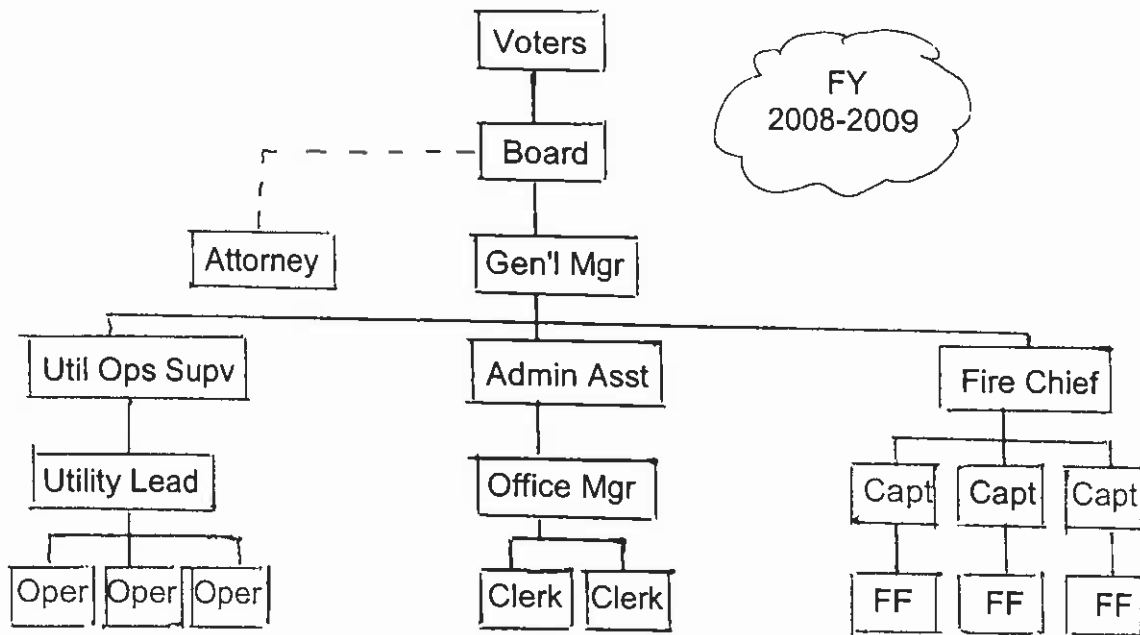 Voters
FY
2008-2009
Board
Attorney
Gen'l Mgr
Util Ops Supv
Admin Asst
Fire Chief
Utility Lead
Office Mgr
Capt
Capt
Capt
Oper
Oper
Oper
Clerk
Clerk
FF
FF
FF